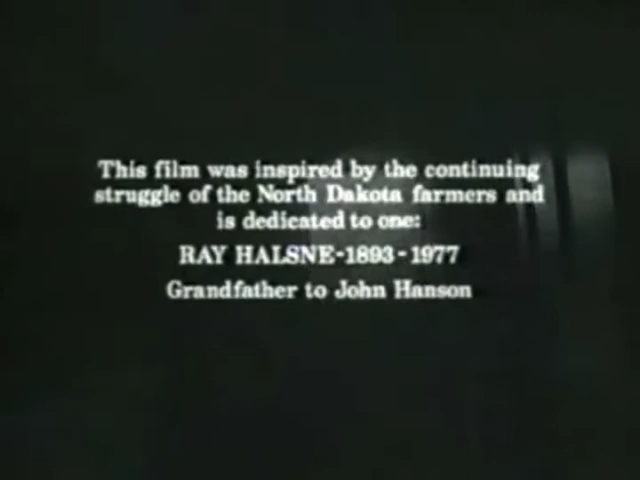 This film was inspired by the continuing
struggle of the North Dakota farmers and
is dedicated to one:
RAY HALSNE-1893-1977
Grandfather to John Hanson